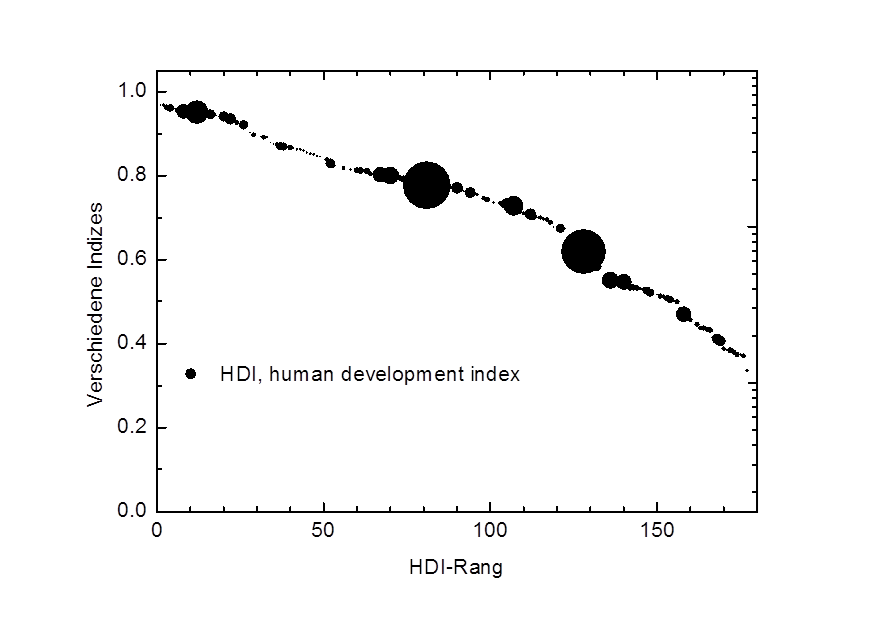 1.0
0.8
0.6
0.4
0.2
0.0
Verschiedene Indizes
HDI, human development index
0 50 100 150
HDI-Rang